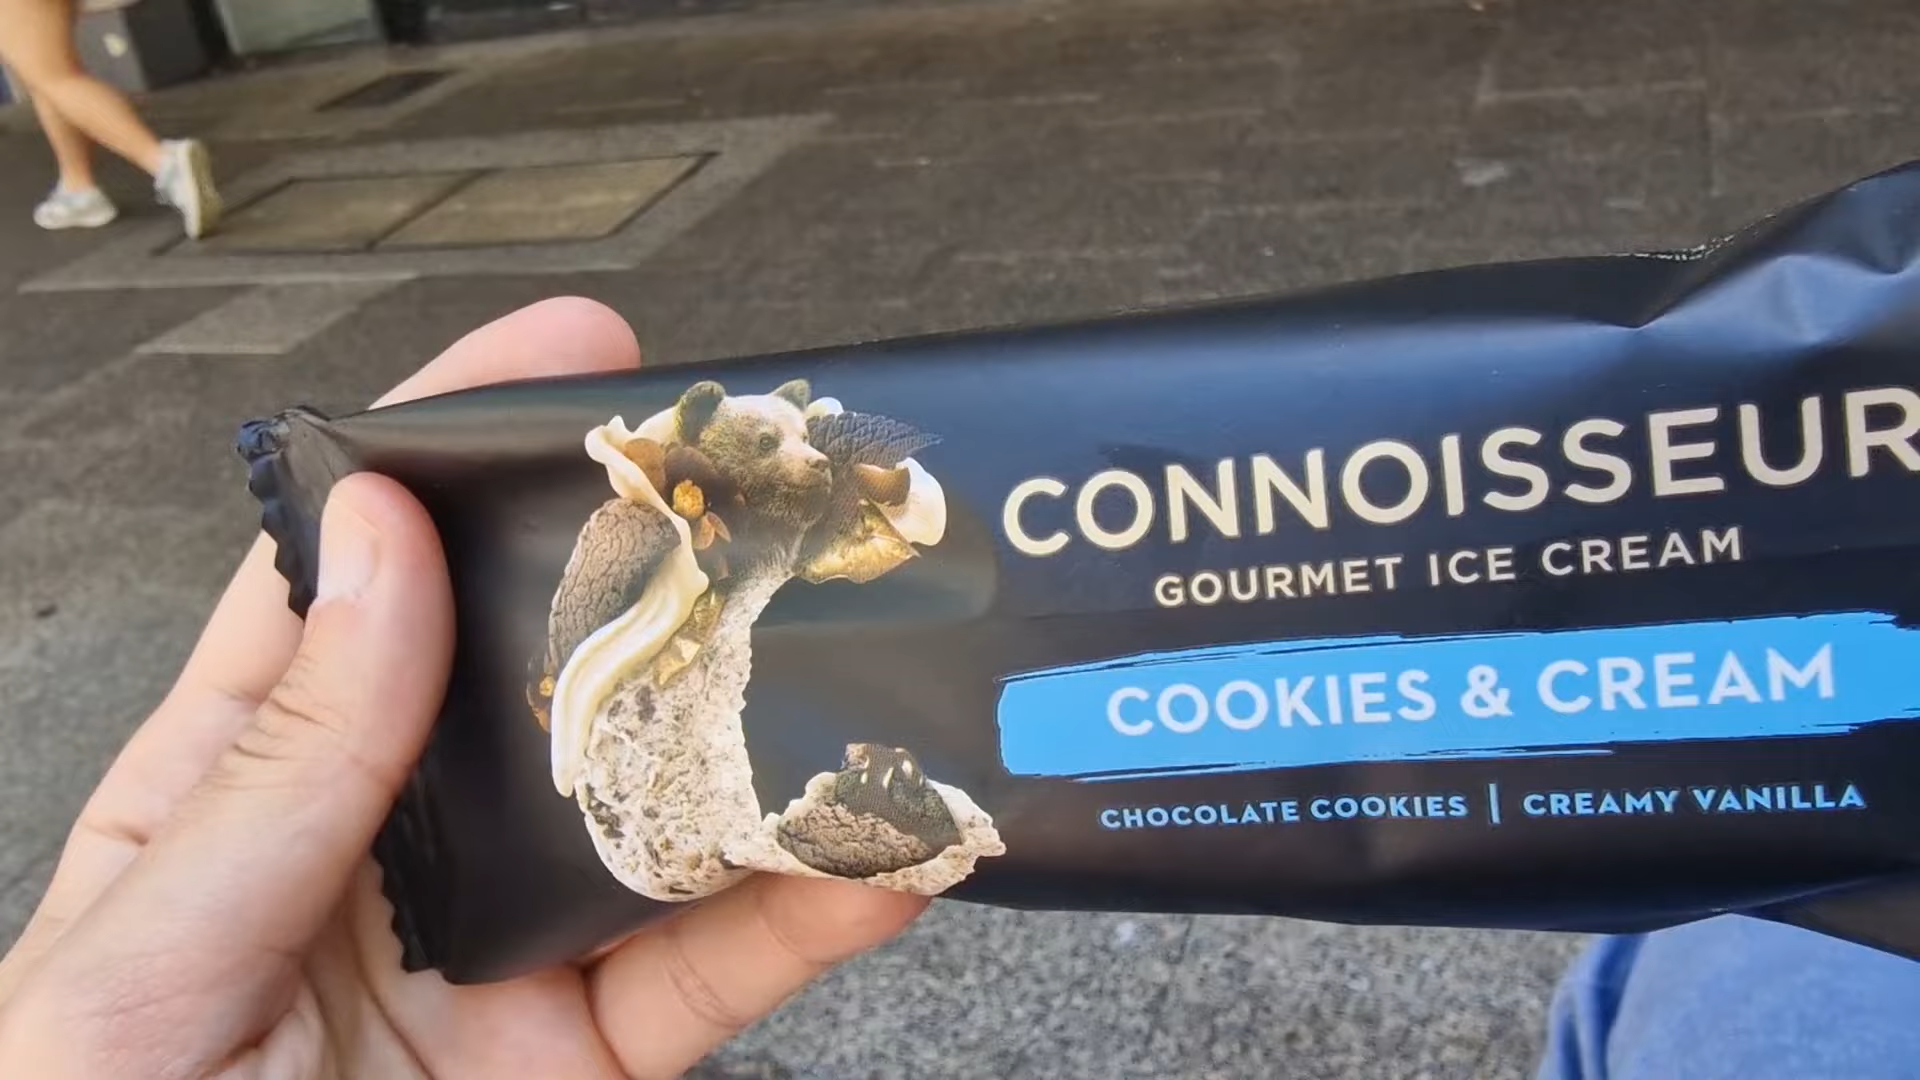 CONNOISSEUR
GOURMET ICE CREAM
COOKIES & CREAM
CHOCOLATE COOKIES | CREAMY VANILLA